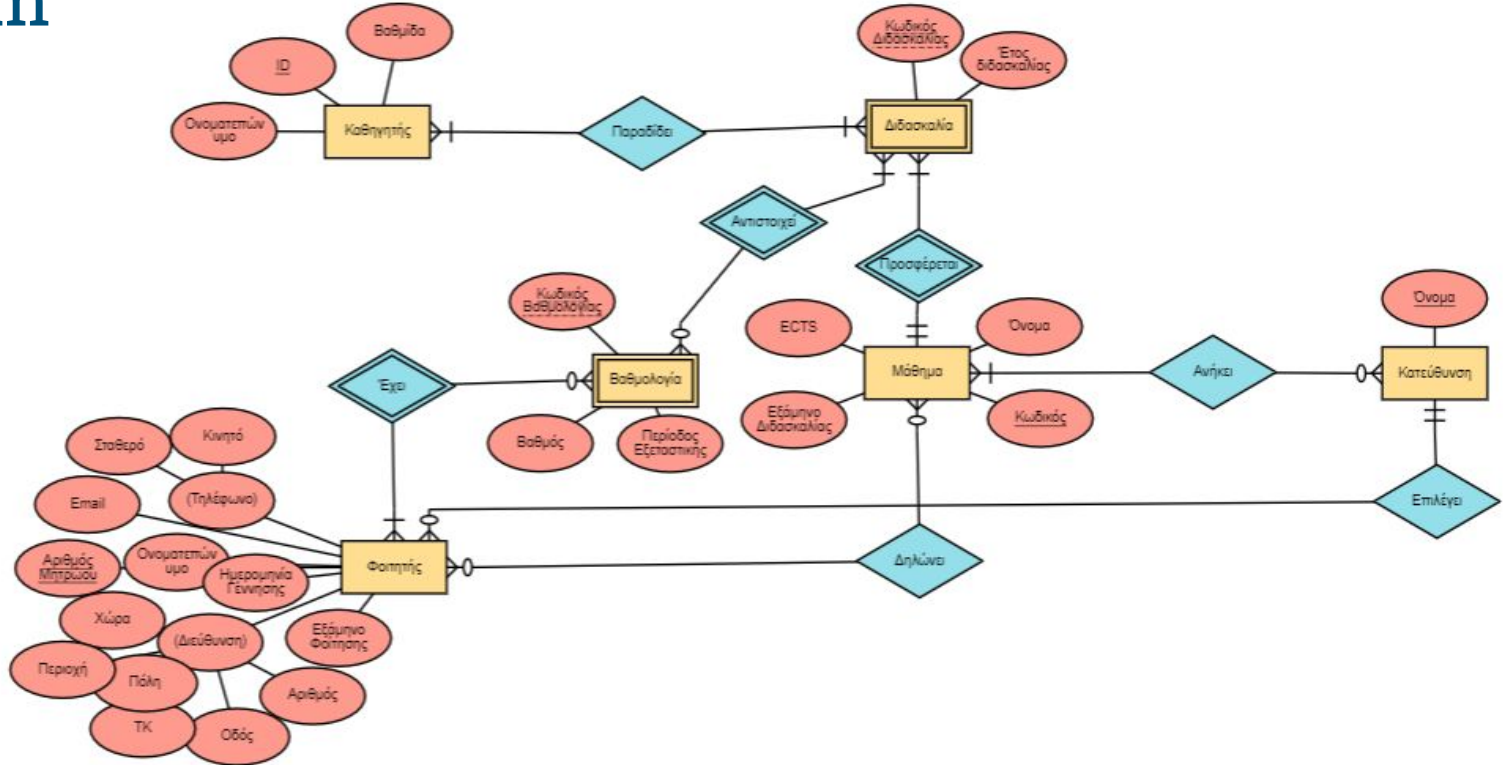 Βαθμίδα
Κωδικός
Διδασκαλίας
ID
Έτος
διδασκαλίας
Ονοματεπών
υμο
Καθηγητής
Παραδίδει
Διδασκαλία
Αντιστοιχεί
Προσφέρεται
Κωδικός
Βαθμολογίας
ECTS
Όνομα
Όνομα
Έχει
Βαθμολογία
Μάθημα
Ανήκει
Κατεύθυνση
Εξάμηνο
Διδασκαλίας
Κωδικός
Βαθμός
Περίοδος
Εξεταστικής
Σταθερό
Κινητό
(Τηλέφωνο)
Email
Επιλέγει
Αριθμός
Μητρώου
Ονοματεπών
υμο
Ημερομηνία
Γέννησης
Φοιτητής
Δηλώνει
Χώρα
(Διεύθυνση)
Εξάμηνο
Φοίτησης
Περιοχή
Πόλη
Αριθμός
ΤΚ
Οδός